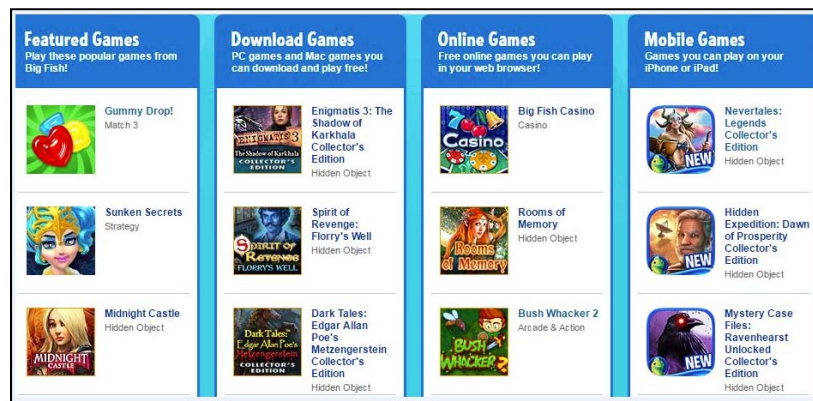 Featured Games
Play these popular games from
Big Fish!
Gummy Drop!
Match 3
Sunken Secrets
Strategy
MIDNIGHT
CASTLE
Midnight Castle
Hidden Object
Download Games
PC games and Mac games you
can download and play free!
ENIGMATIS 3
The Shadow of Karkhala
COLLECTOR'S
EDITION
Enigmatis 3: The
Shadow of
Karkhala
Collector's
Edition
Hidden Object
SPIRIT OF
REVENGE
FLORRY'S WELL
Spirit of
Revenge:
Florry's Well
Hidden Object
Dark Tales:
Edgar Allan Poe's
Metzengerstein
COLLECTOR'S
EDITION
Dark Tales:
Edgar Allan
Poe's
Metzengerstein
Collector's
Edition
Hidden Object
Online Games
Free online games you can play
in your web browser!
7
Casino
Big Fish Casino
Casino
Rooms
of Memory
Rooms of
Memory
Hidden Object
BUSH
WHACKER 2
Bush Whacker 2
Arcade & Action
Mobile Games
Games you can play on your
iPhone or iPad!
NEW
Nevertales:
Legends
Collector's
Edition
Hidden Object
NEW
Hidden
Expedition: Dawn
of Prosperity
Collector's
Edition
Hidden Object
NEW
Mystery Case
Files:
Ravenhearst
Unlocked
Collector's
Edition
Hidden Object